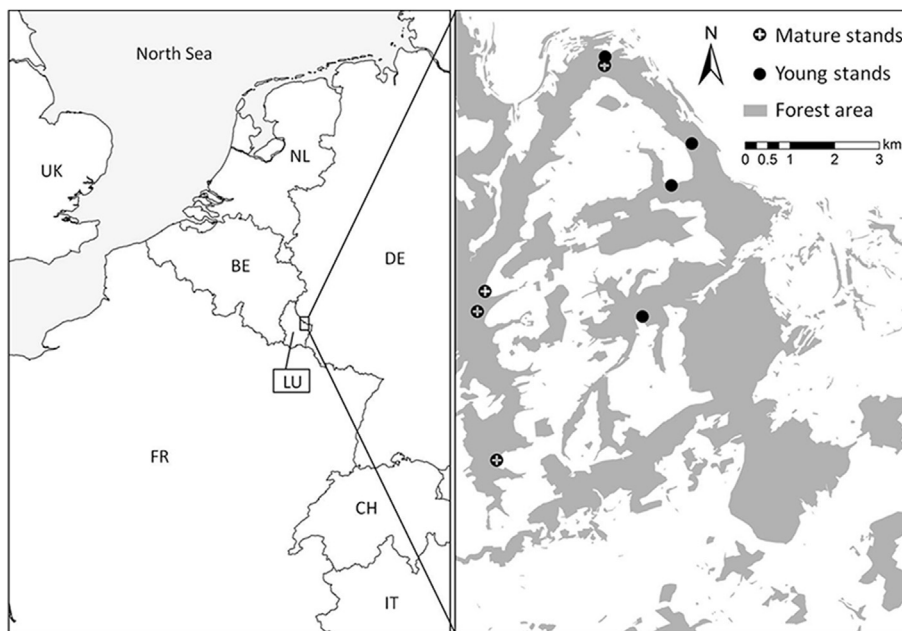 North Sea
UK
NL
BE
DE
LU
FR
CH
IT
N
Mature stands
Young stands
Forest area
km
0 0.5 1 2 3